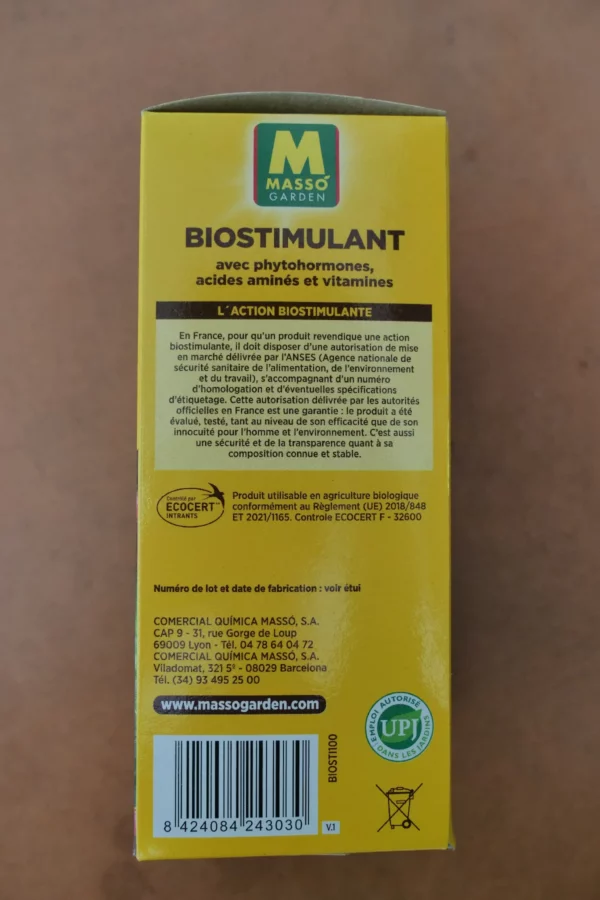 M
MASSÓ
GARDEN
BIOSTIMULANT
avec phytohormones,
acides aminés et vitamines
L´ACTION BIOSTIMULANTE
En France, pour qu'un produit revendique une action
biostimulante, il doit disposer d'une autorisation de mise
en marché délivrée par l'ANSES (Agence nationale de
sécurité sanitaire de l'alimentation, de l'environnement
et du travail), s'accompagnant d'un numéro
d'homologation et d'éventuelles spécifications
d'étiquetage. Cette autorisation délivrée par les autorités
officielles en France est une garantie : le produit a été
évalué, testé, tant au niveau de son efficacité que de son
innocuité pour l'homme et l'environnement. C'est aussi
une sécurité et de la transparence quant à sa
composition connue et stable.
Contrôlé par
ECOCERT™
INTRANTS
Produit utilisable en agriculture biologique
conformément au Règlement (UE) 2018/848
ET 2021/1165. Controle ECOCERT F - 32600
Numéro de lot et date de fabrication : voir étui
COMERCIAL QUÍMICA MASSÓ, S.A.
CAP 9 - 31, rue Gorge de Loup
69009 Lyon - Tél. 04 78 64 04 72
COMERCIAL QUÍMICA MASSÓ, S.A.
Viladomat, 321 5ª - 08029 Barcelona
Tél. (34) 93 495 25 00
www.massogarden.com
EMPLOI AUTORISÉ
UPJ
DANS LES JARDINS
BIOSTI100
8 424084 243030
V.1